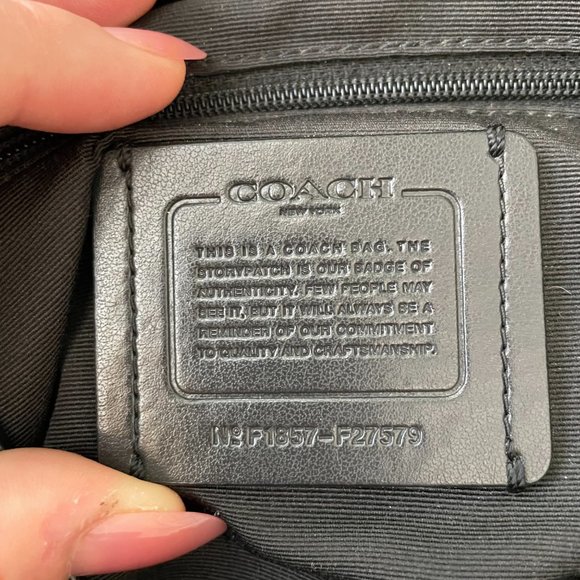 COACH
NEW YORK
THIS IS A COACH BAG. THE
STORYPATCH IS OUR BADGE OF
AUTHENTICITY. FEW PEOPLE MAY
SEE IT, BUT IT WILL ALWAYS BE A
REMINDER OF OUR COMMITMENT
TO QUALITY AND CRAFTSMANSHIP.
Nº F1857-F27579